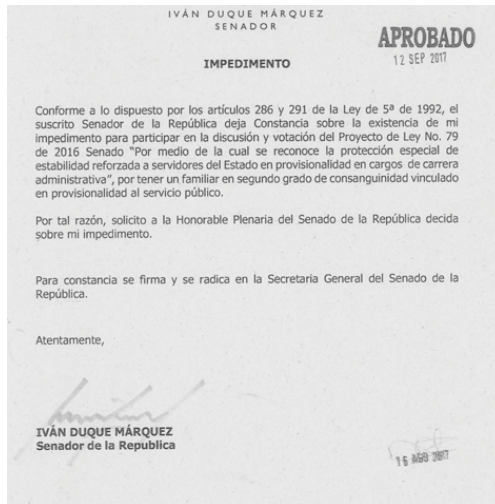 IVÁN DUQUE MÁRQUEZ
SENADOR
APROBADO
12 SEP 2017
IMPEDIMENTO
Conforme a lo dispuesto por los artículos 286 y 291 de la Ley de 5ª de 1992, el
suscrito Senador de la República deja Constancia sobre la existencia de mi
impedimento para participar en la discusión y votación del Proyecto de Ley No. 79
de 2016 Senado "Por medio de la cual se reconoce la protección especial de
estabilidad reforzada a servidores del Estado en provisionalidad en cargos de carrera
administrativa", por tener un familiar en segundo grado de consanguinidad vinculado
en provisionalidad al servicio público.
Por tal razón, solicito a la Honorable Plenaria del Senado de la República decida
sobre mi impedimento.
Para constancia se firma y se radica en la Secretaria General del Senado de la
República.
Atentamente,
IVÁN DUQUE MÁRQUEZ
Senador de la Republica
16 AGO 2017